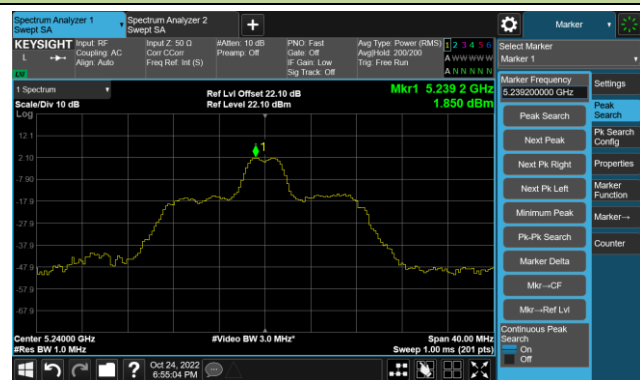 Spectrum Analyzer 1
Swept SA
Spectrum Analyzer 2
Swept SA
+
Marker
KEYSIGHT
L
Input: RF
Coupling: AC
Align: Auto
Input Z: 50 Ω
Corr CCorr
Freq Ref: Int (S)
#Atten: 10 dB
Preamp: Off
PNO: Fast
Gate: Off
IF Gain: Low
Sig Track: Off
Avg Type: Power (RMS)
Avg|Hold: 200/200
Trig: Free Run
1 2 3 4 5 6
A W W W W W
A N N N N N
Select Marker
Marker 1
1 Spectrum
Scale/Div 10 dB
Log
Ref Lvl Offset 22.10 dB
Ref Level 22.10 dBm
Mkr1 5.239 2 GHz
1.850 dBm
12.1
2.10
-7.90
-17.9
-27.9
-37.9
-47.9
-57.9
-67.9
1
Center 5.24000 GHz
#Res BW 1.0 MHz
#Video BW 3.0 MHz*
Span 40.00 MHz
Sweep 1.00 ms (201 pts)
Marker Frequency
5.239200000 GHz
Peak Search
Next Peak
Next Pk Right
Next Pk Left
Minimum Peak
Pk-Pk Search
Marker Delta
Mkr→CF
Mkr→Ref Lvl
Continuous Peak
Search
On
Off
Settings
Peak
Search
Pk Search
Config
Properties
Marker
Function
Marker→
Counter
?
Oct 24, 2022
6:55:04 PM